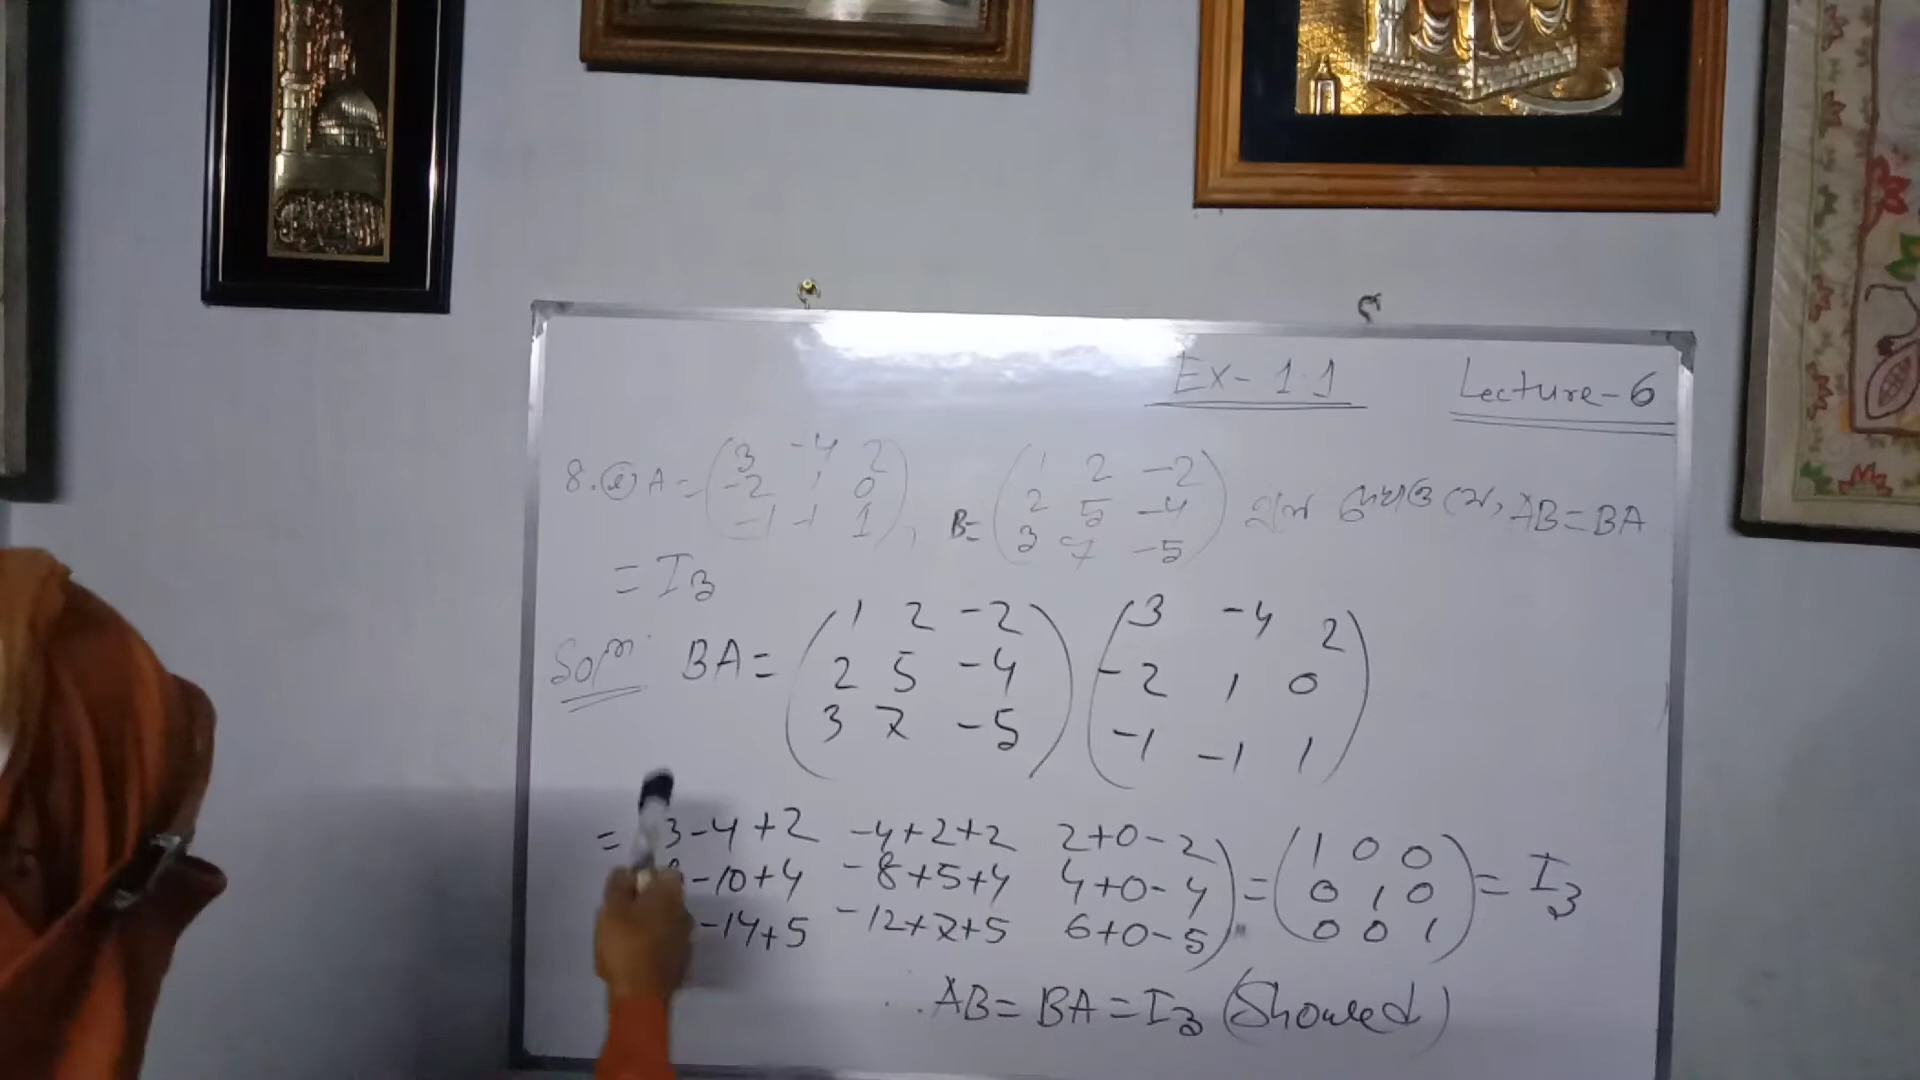 Ex- 1.1 Lecture-6
3 -4 2 1 2 -2
8. (i) A = -2 1 0 , B = 2 5 -4 হলে দেখাও যে, AB = BA
-1 -1 1 3 7 -5
= I3
1 2 -2 3 -4 2
Soln BA = 2 5 -4 -2 1 0
3 7 -5 -1 -1 1
= 3-4+2 -4+2+2 2+0-2 1 0 0
-10+4 -8+5+4 4+0-4 = 0 1 0 = I3
-14+5 -12+7+5 6+0-5 0 0 1
∴ AB = BA = I3 (Showed)